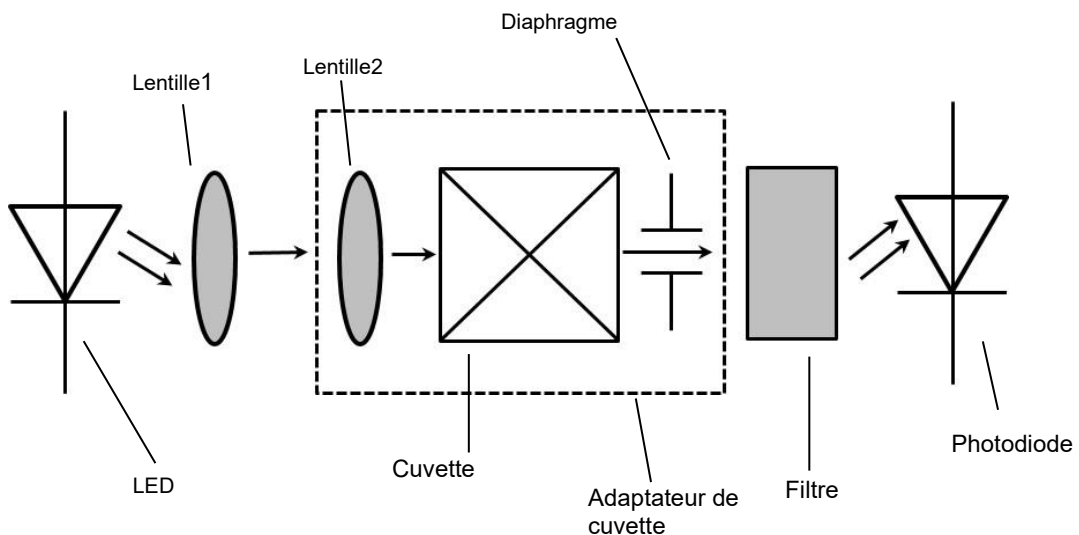 Diaphragme
Lentille2
Lentille1
LED
Cuvette
Adaptateur de
cuvette
Filtre
Photodiode